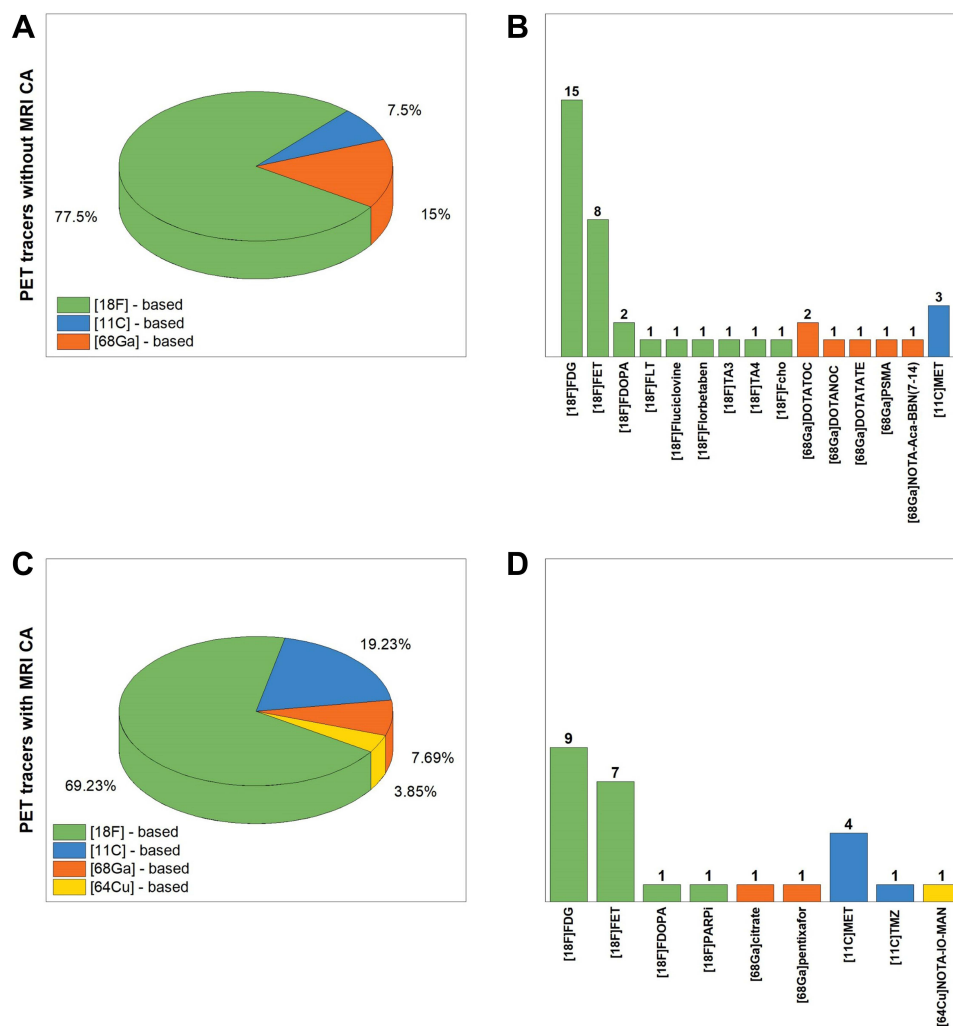 A
PET tracers without MRI CA
7.5%
15%
77.5%
[18F] - based
[11C] - based
[68Ga] - based
B
15
8
2
1
1
1
1
1
1
2
1
1
1
1
3
[18F]FDG
[18F]FET
[18F]FDOPA
[18F]FLT
[18F]Fluciclovine
[18F]Florbetaben
[18F]TA3
[18F]TA4
[18F]Fcho
[68Ga]DOTATOC
[68Ga]DOTANOC
[68Ga]DOTATATE
[68Ga]PSMA
[68Ga]NOTA-Aca-BBN(7-14)
[11C]MET
C
PET tracers with MRI CA
19.23%
7.69%
3.85%
69.23%
[18F] - based
[11C] - based
[68Ga] - based
[64Cu] - based
D
9
7
1
1
1
1
4
1
1
[18F]FDG
[18F]FET
[18F]FDOPA
[18F]PARPi
[68Ga]citrate
[68Ga]pentixafor
[11C]MET
[11C]TMZ
[64Cu]NOTA-IO-MAN